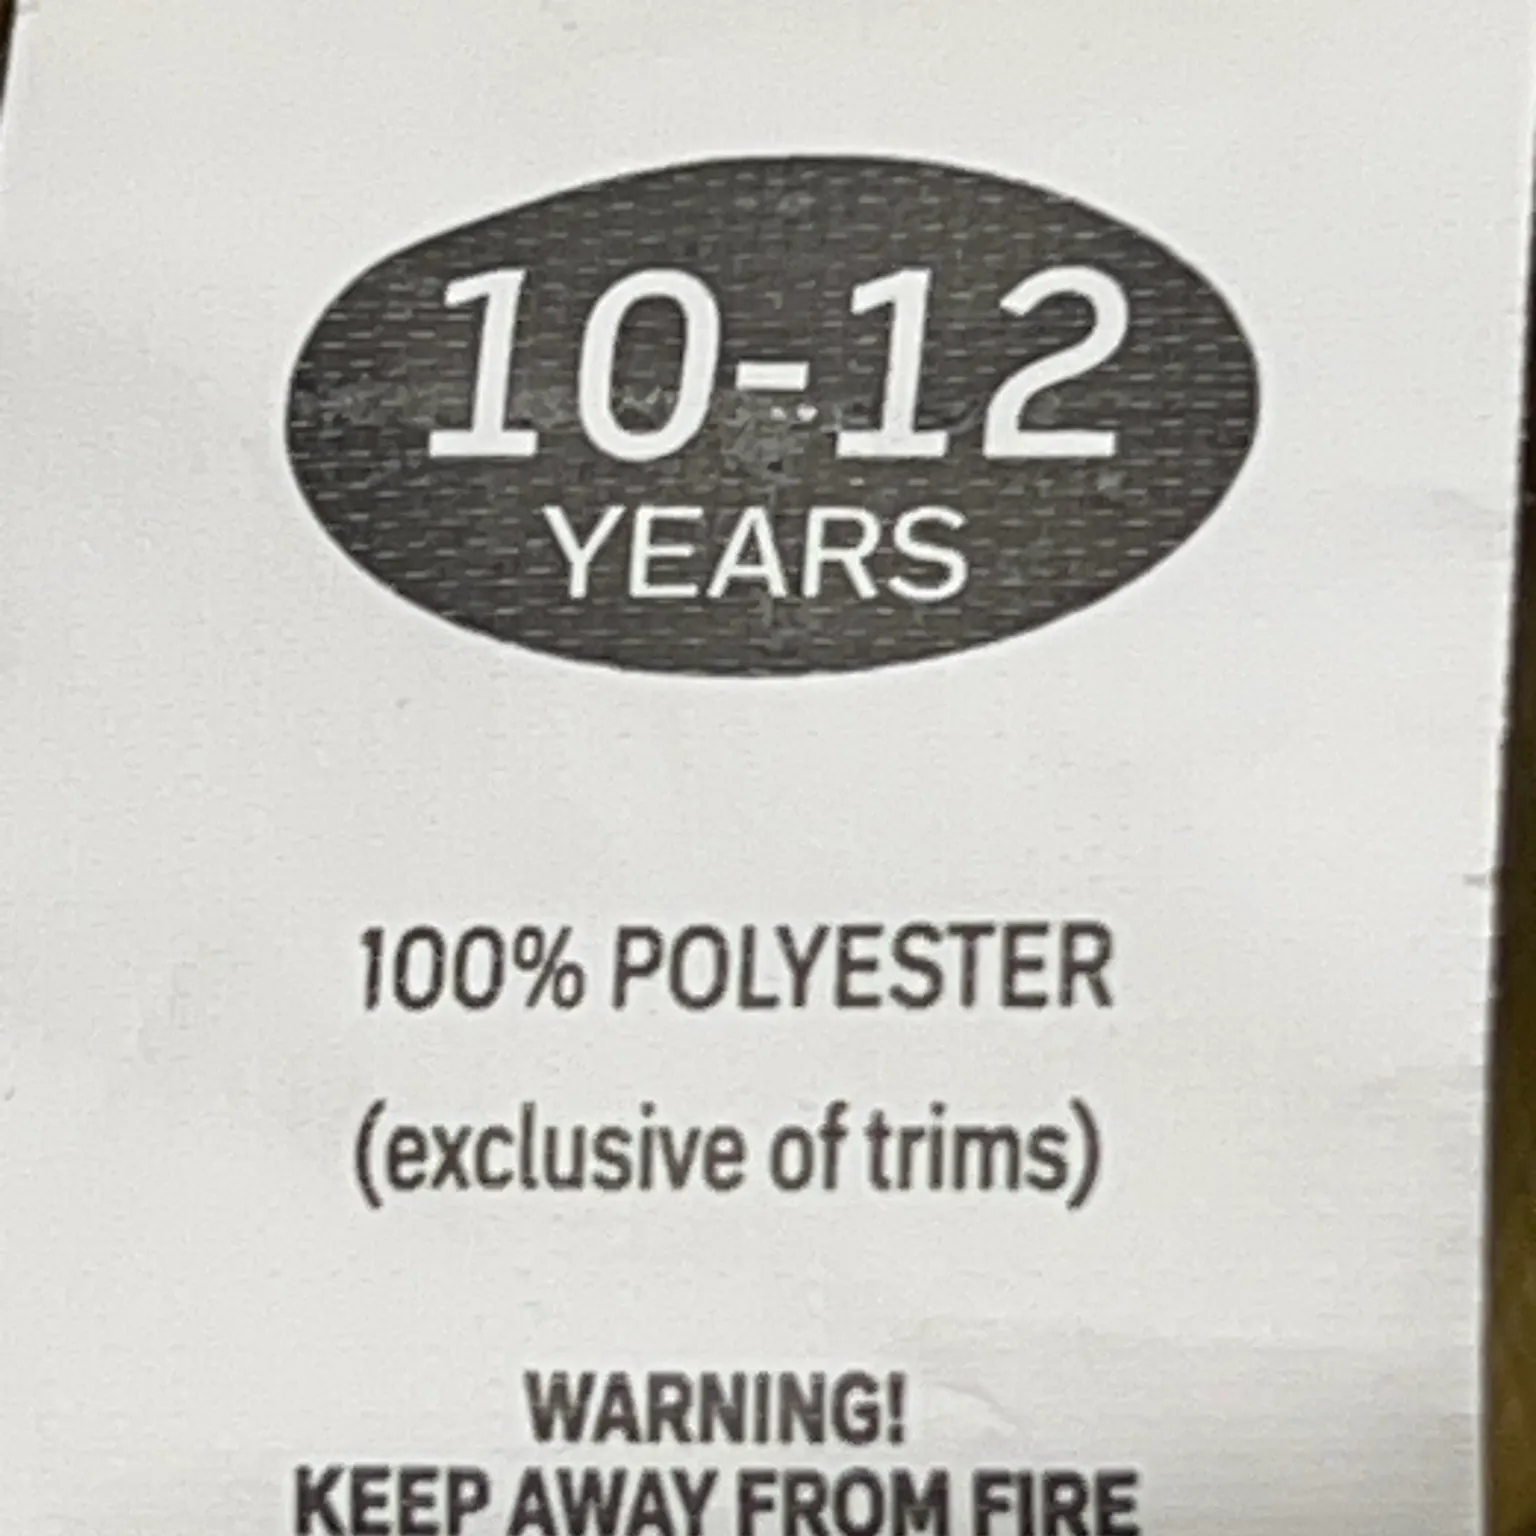 10-12
YEARS
100% POLYESTER
(exclusive of trims)
WARNING!
KEEP AWAY FROM FIRE